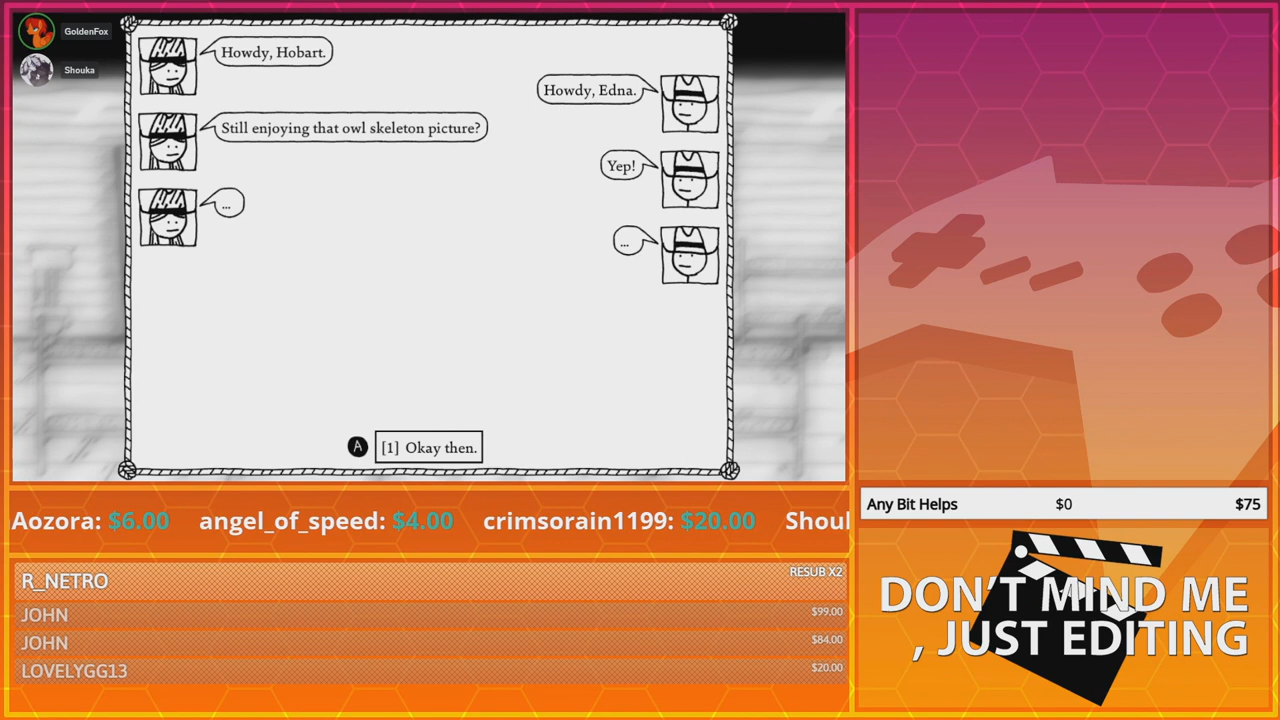 GoldenFox
Shouka
Howdy, Hobart.
Howdy, Edna.
Still enjoying that owl skeleton picture?
Yep!
...
...
A [1] Okay then.
Aozora: $6.00 angel_of_speed: $4.00 crimsorain1199: $20.00 Shoul
R_NETRO RESUB X2
JOHN $99.00
JOHN $84.00
LOVELYGG13 $20.00
Any Bit Helps $0 $75
DON'T MIND ME
, JUST EDITING